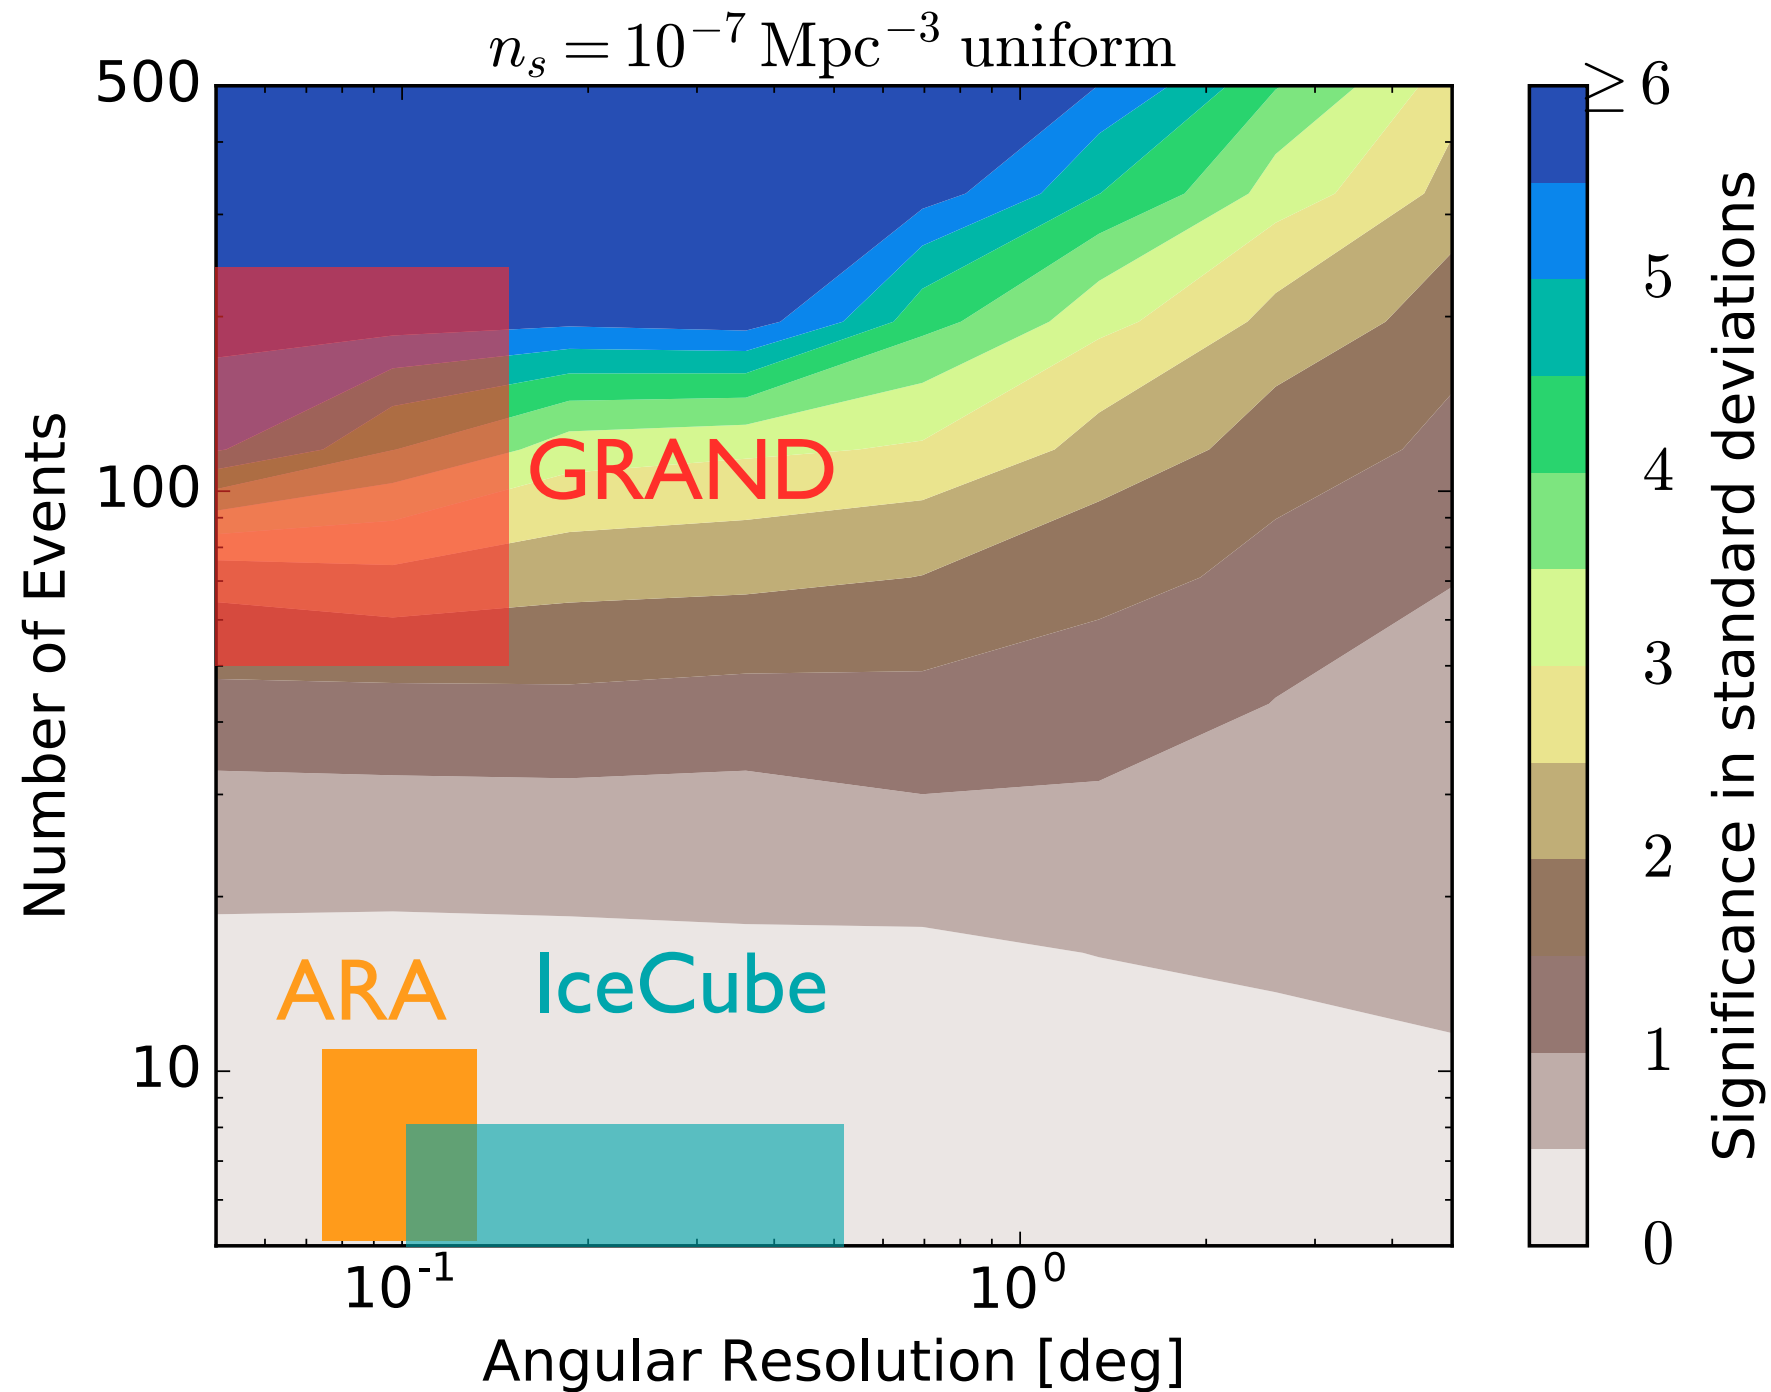 n_s = 10^{-7} Mpc^{-3} uniform
500
100
10
Number of Events
GRAND
ARA
IceCube
10^{-1}
10^{0}
Angular Resolution [deg]
≥ 6
5
4
3
2
1
0
Significance in standard deviations